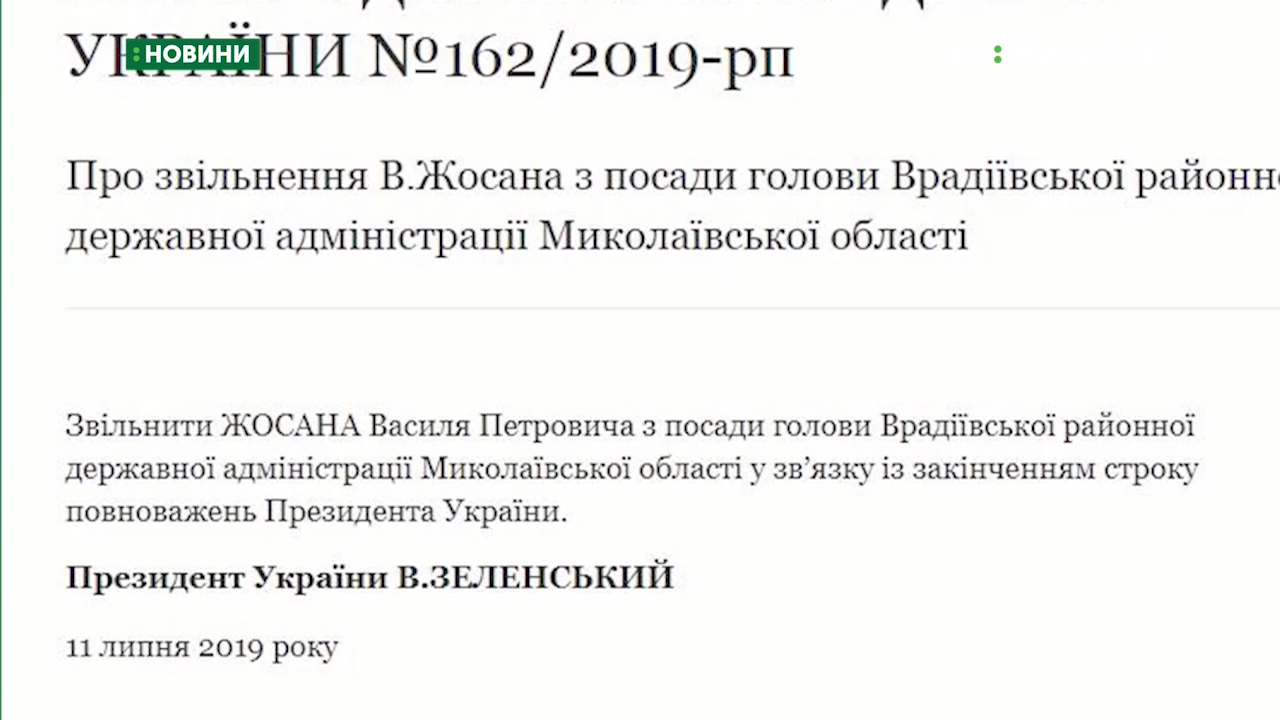 УКРАЇНИ №162/2019-рп
НОВИНИ
Про звільнення В.Жосана з посади голови Врадіївської районно
державної адміністрації Миколаївської області
Звільнити ЖОСАНА Василя Петровича з посади голови Врадіївської районної
державної адміністрації Миколаївської області у зв’язку із закінченням строку
повноважень Президента України.
Президент України В.ЗЕЛЕНСЬКИЙ
11 липня 2019 року